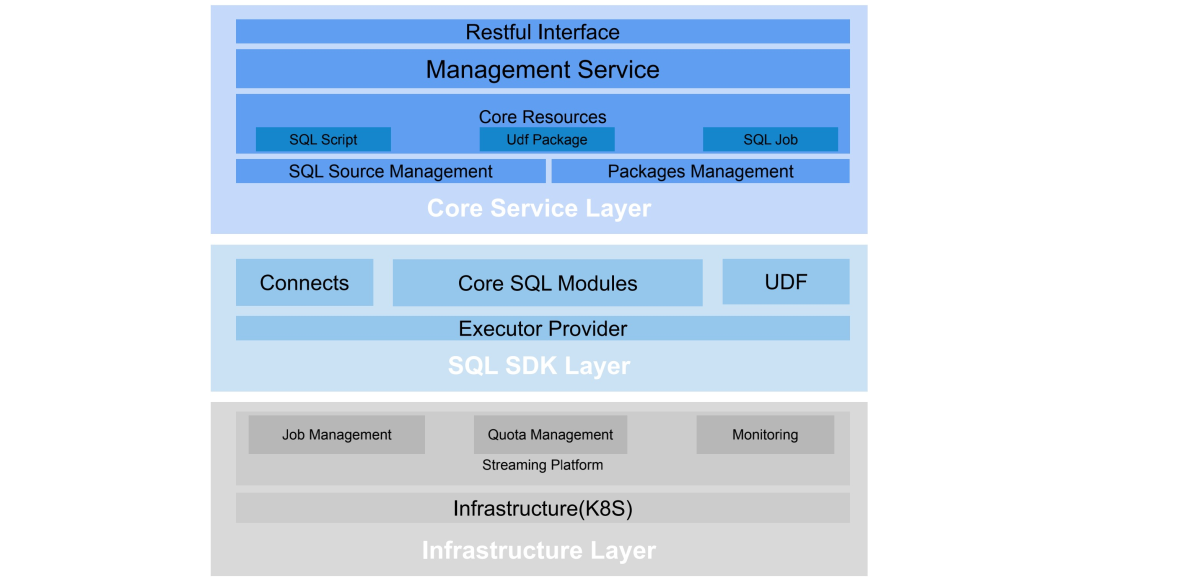 Restful Interface
Management Service
Core Resources
SQL Script
Udf Package
SQL Job
SQL Source Management
Packages Management
Core Service Layer
Connects
Core SQL Modules
UDF
Executor Provider
SQL SDK Layer
Job Management
Quota Management
Monitoring
Streaming Platform
Infrastructure(K8S)
Infrastructure Layer